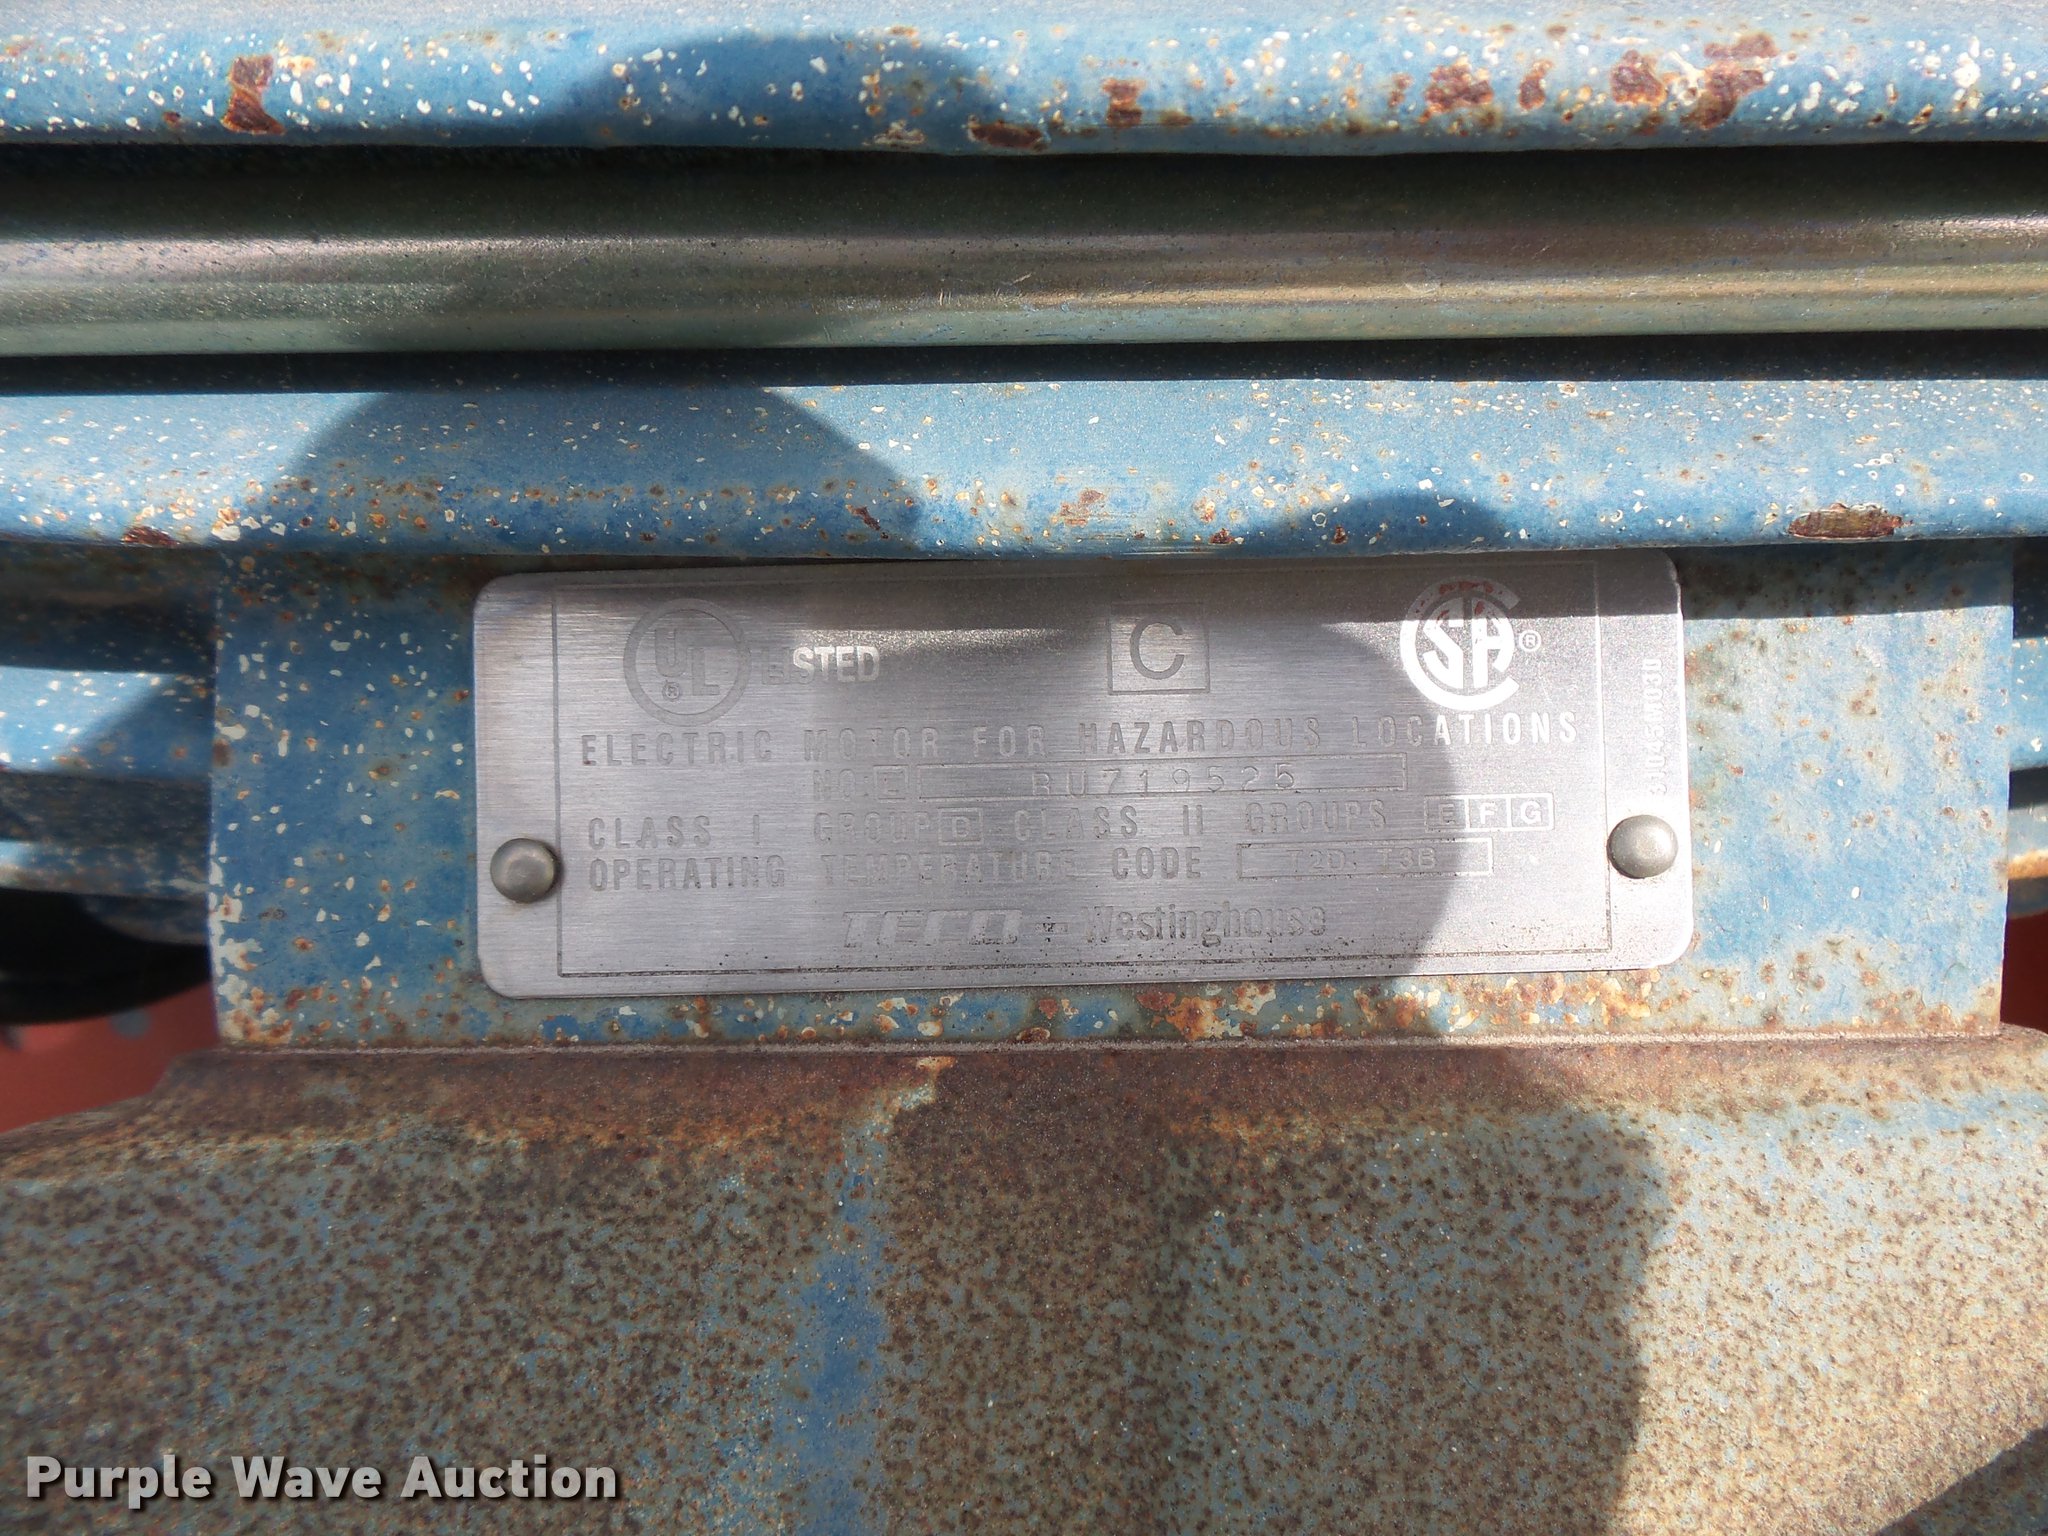 UL ® LISTED
C
SA ®
ELECTRIC MOTOR FOR HAZARDOUS LOCATIONS
NO: RU719525
CLASS I GROUP D CLASS II GROUPS E F G
OPERATING TEMPERATURE CODE T2D, T3B
TECO - Westinghouse
Purple Wave Auction